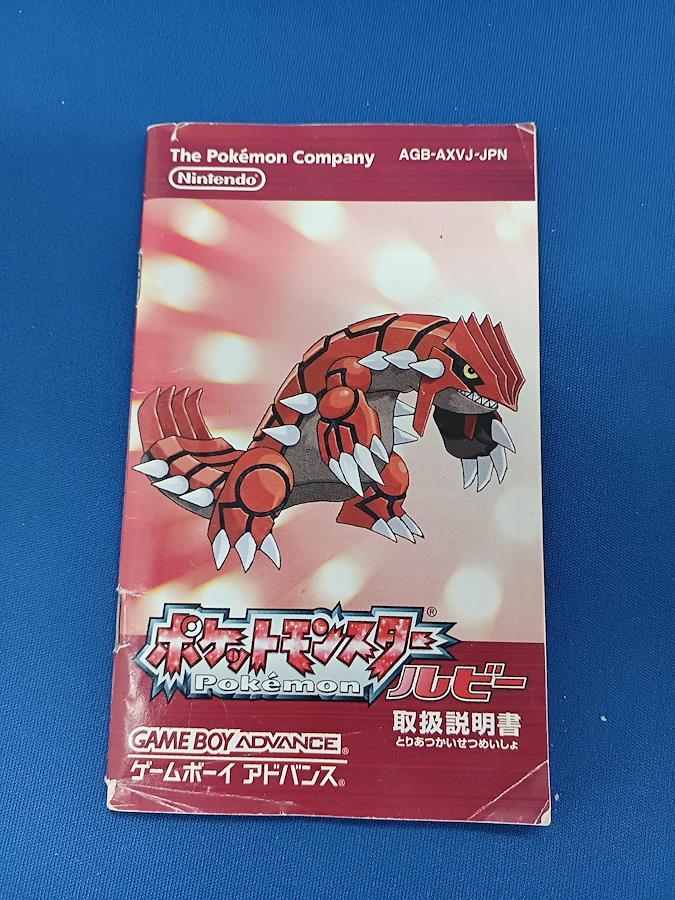 The Pokémon Company AGB-AXVJ-JPN
Nintendo
ポケットモンスター®
Pokémon ルビー
取扱説明書
とりあつかいせつめいしょ
GAME BOY ADVANCE®
ゲームボーイ アドバンス®